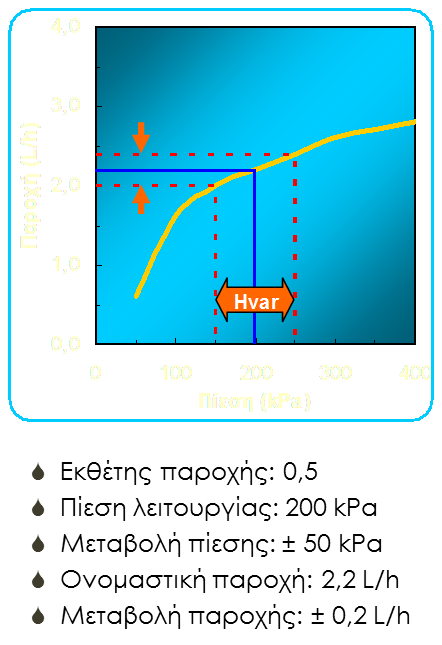 4,0
3,0
2,0
1,0
0,0
Παροχή (L/h)
Hvar
0 100 200 300 400
Πίεση (kPa)
Εκθέτης παροχής: 0,5
Πίεση λειτουργίας: 200 kPa
Μεταβολή πίεσης: ± 50 kPa
Ονομαστική παροχή: 2,2 L/h
Μεταβολή παροχής: ± 0,2 L/h